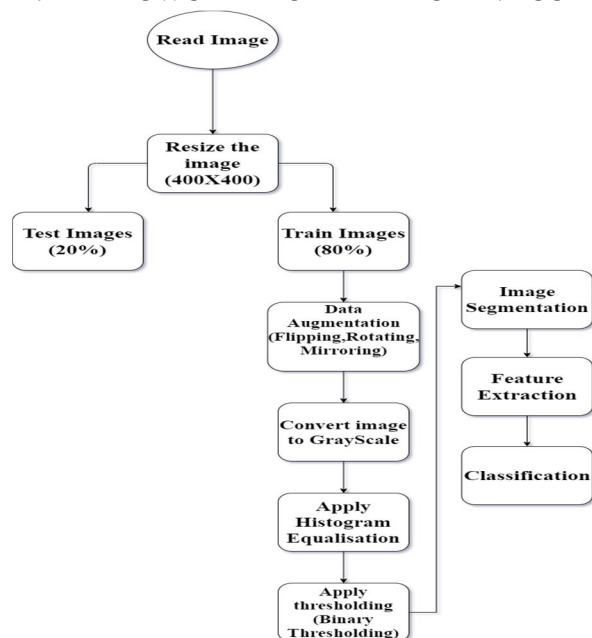 Read Image
Resize the
image
(400X400)
Test Images
(20%)
Train Images
(80%)
Data
Augmentation
(Flipping,Rotating,
Mirroring)
Convert image
to GrayScale
Apply
Histogram
Equalisation
Apply
thresholding
(Binary
Thresholding)
Image
Segmentation
Feature
Extraction
Classification